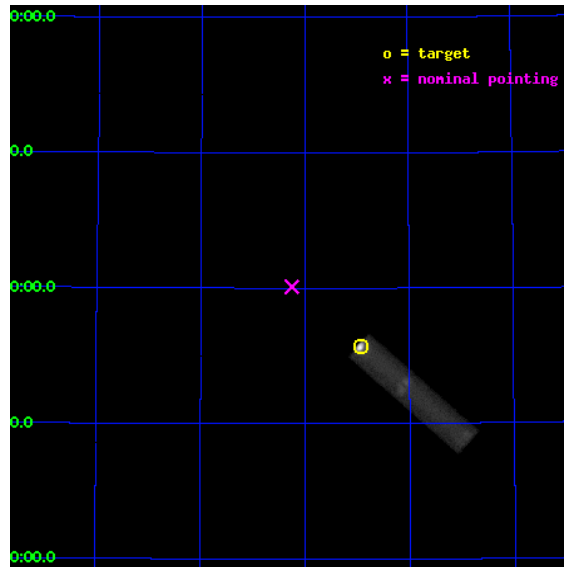 0:00.0
o = target
x = nominal pointing
0.0
0:00.0
0.0
0:00.0